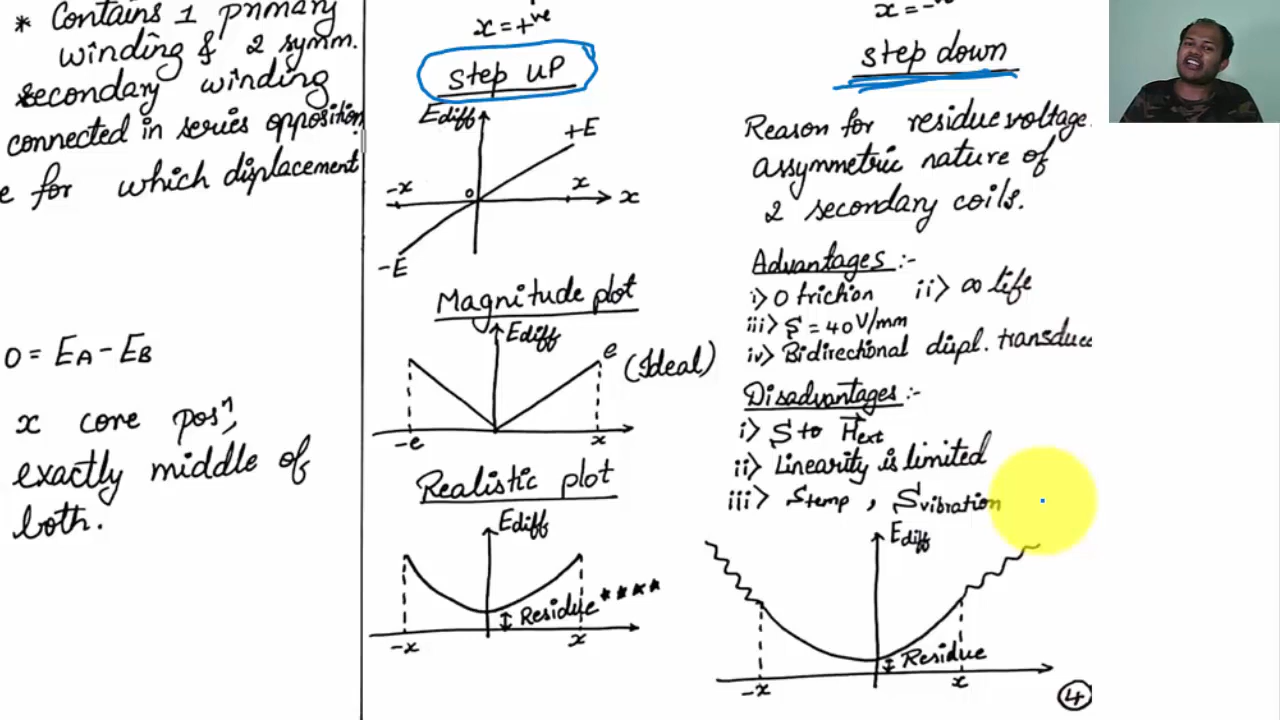 * Contains 1 primary
winding & 2 symm.
secondary winding
connected in series opposition
e for which displacement
0 = EA - EB
x core posⁿ,
exactly middle of
both.
x = +ve
step up
Ediff
+E
-x
0
x
x
-E
Magnitude plot
Ediff
e
(Ideal)
-e
x
Realistic plot
Ediff
Residue ****
-x
x
x = -ve
step down
Reason for residue voltage.
assymetric nature of
2 secondary coils.
Advantages :-
i> 0 friction ii> ∞ life
iii> S = 40 V/mm
iv> Bidirectional displ. transduce
Disadvantages :-
i> S to Hext
ii> Linearity is limited
iii> Stemp , Svibration
Ediff
Residue
-x
x
4